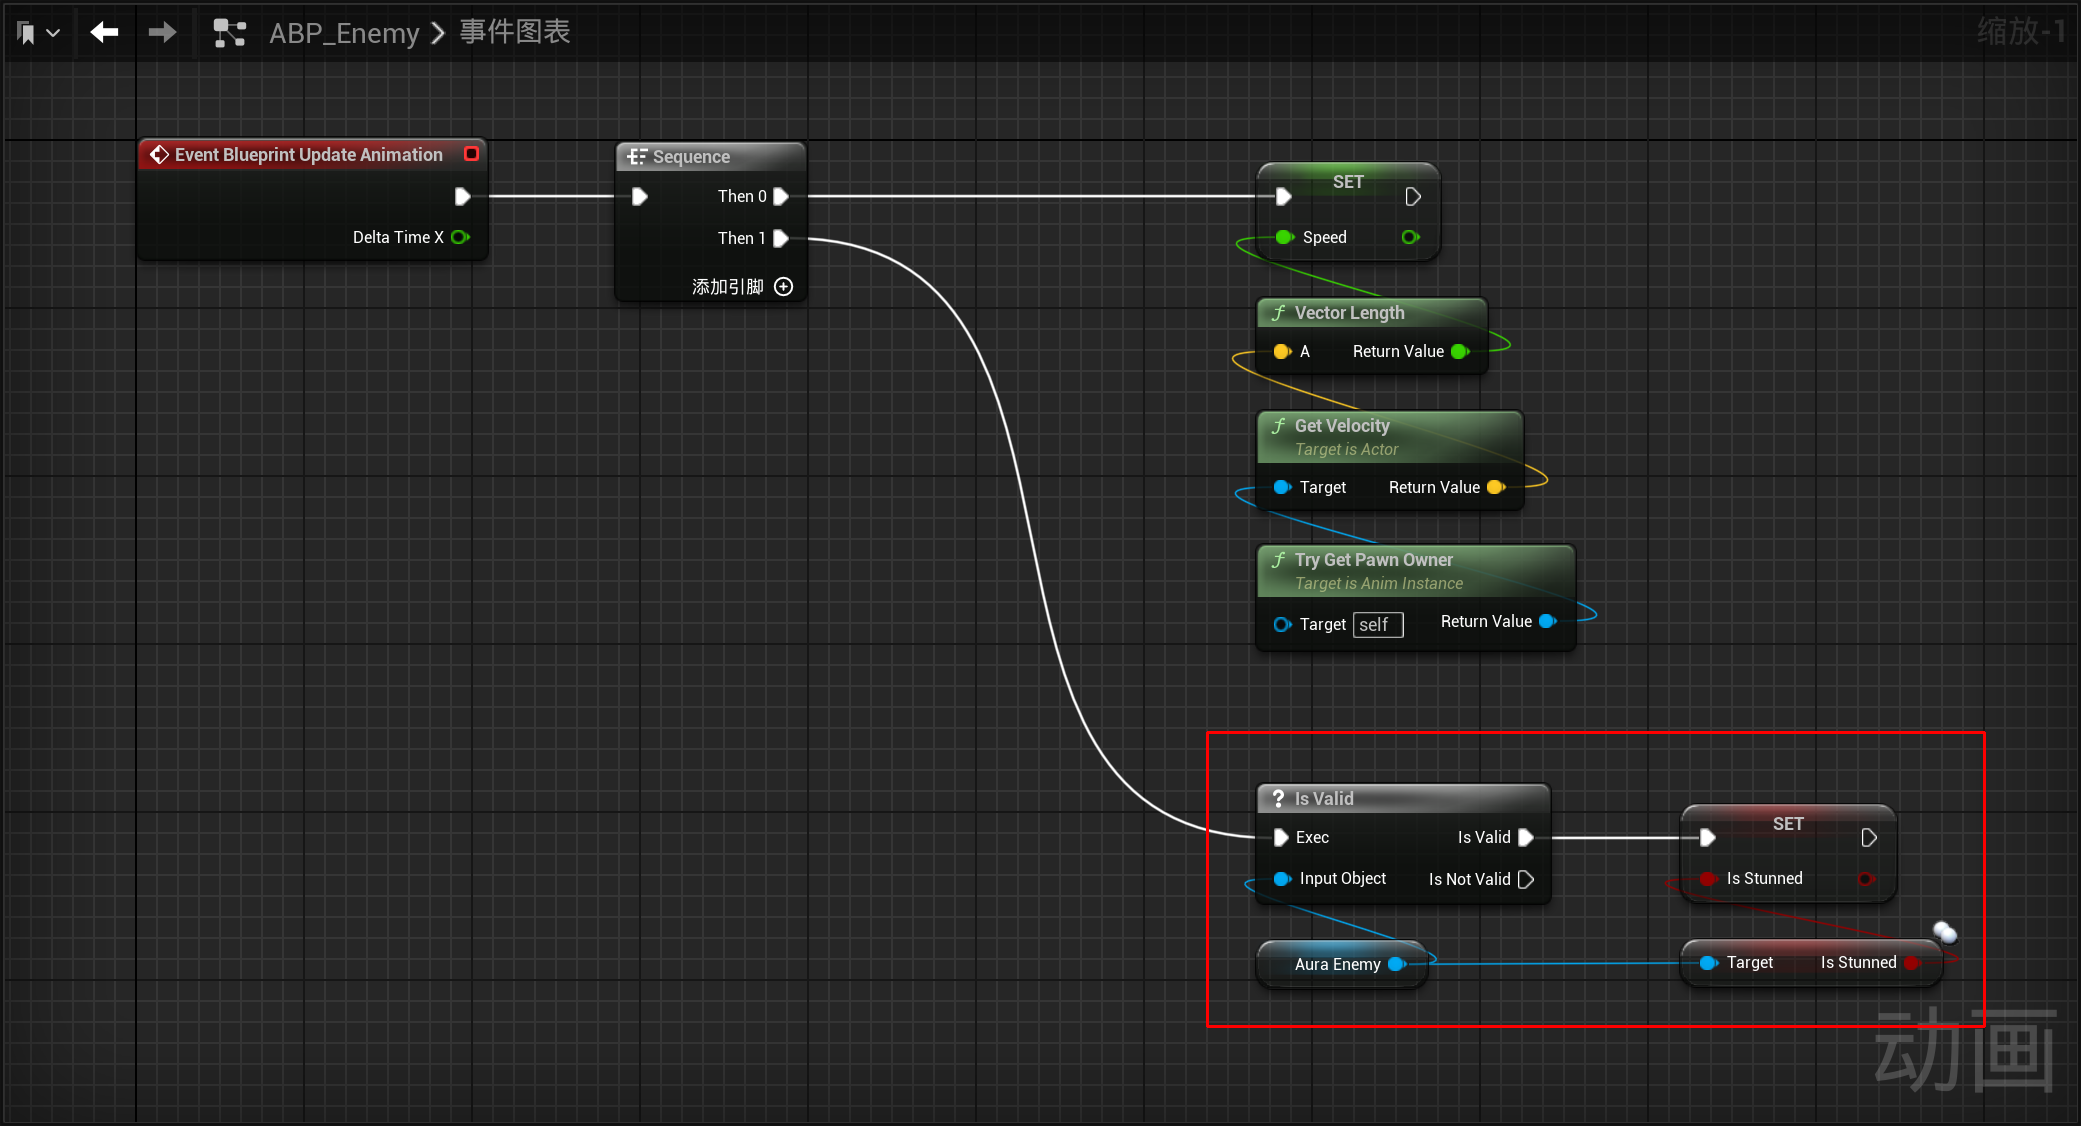 ABP_Enemy > 事件图表
缩放-1
Event Blueprint Update Animation
Delta Time X
Sequence
Then 0
Then 1
添加引脚
SET
Speed
Vector Length
A Return Value
Get Velocity
Target is Actor
Target Return Value
Try Get Pawn Owner
Target is Anim Instance
Target self Return Value
? Is Valid
Exec Is Valid
Input Object Is Not Valid
Aura Enemy
SET
Is Stunned
Target Is Stunned
动画